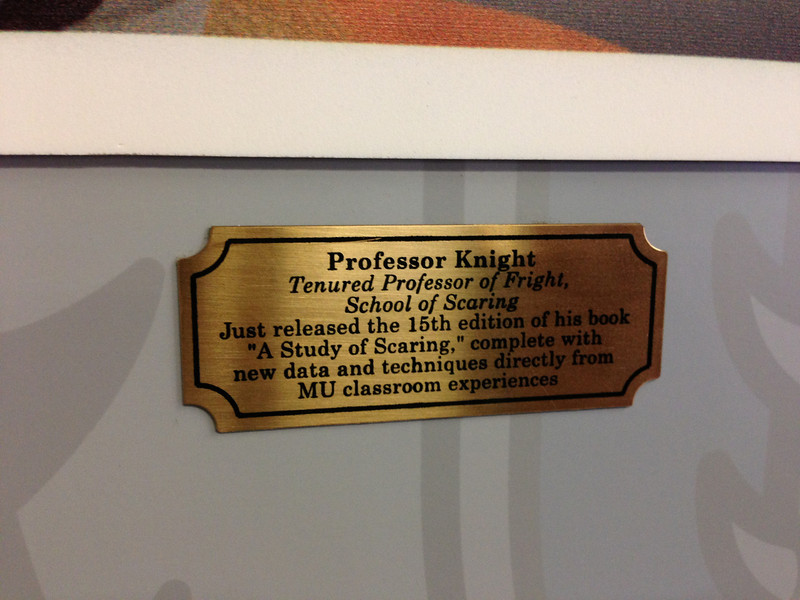 Professor Knight
Tenured Professor of Fright,
School of Scaring
Just released the 15th edition of his book
"A Study of Scaring," complete with
new data and techniques directly from
MU classroom experiences